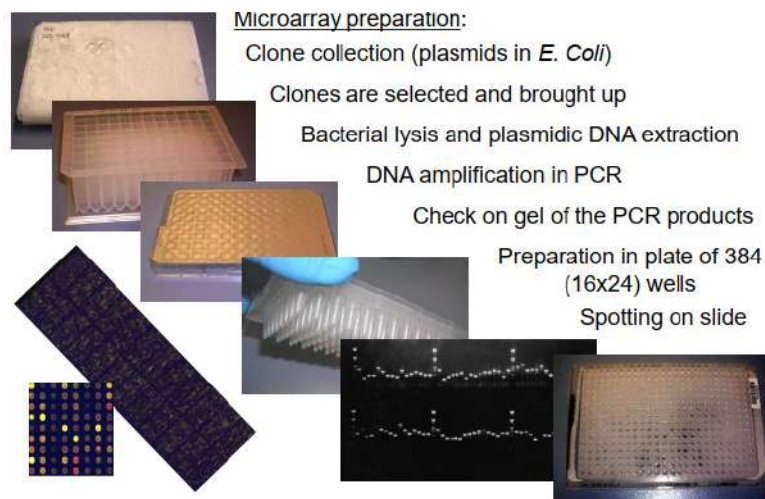 Microarray preparation:
Clone collection (plasmids in E. Coli)
Clones are selected and brought up
Bacterial lysis and plasmidic DNA extraction
DNA amplification in PCR
Check on gel of the PCR products
Preparation in plate of 384
(16x24) wells
Spotting on slide